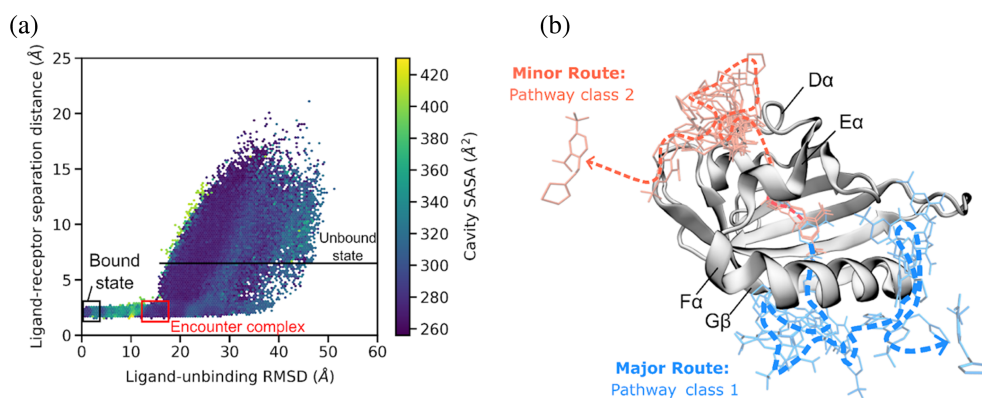 (a)
(b)
Ligand-receptor separation distance (Å)
25
20
15
10
5
0
Bound
state
Unbound
state
Encounter complex
0 10 20 30 40 50 60
Ligand-unbinding RMSD (Å)
420
400
380
360
340
320
300
280
260
Cavity SASA (Å²)
Minor Route:
Pathway class 2
Dα
Eα
Fα
Gβ
Major Route:
Pathway class 1